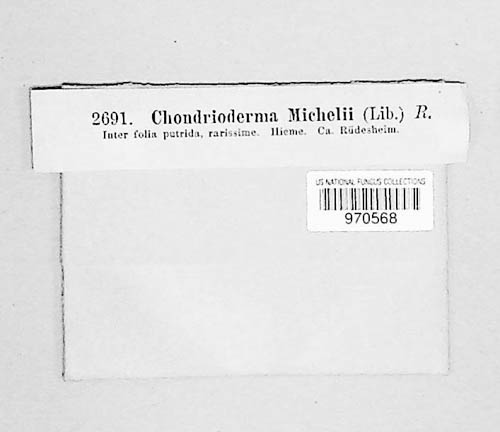 2691. Chondrioderma Michelii (Lib.) R.
Inter folia putrida, rarissime. Hieme. Ca. Rüdesheim.
US NATIONAL FUNGUS COLLECTIONS
970568